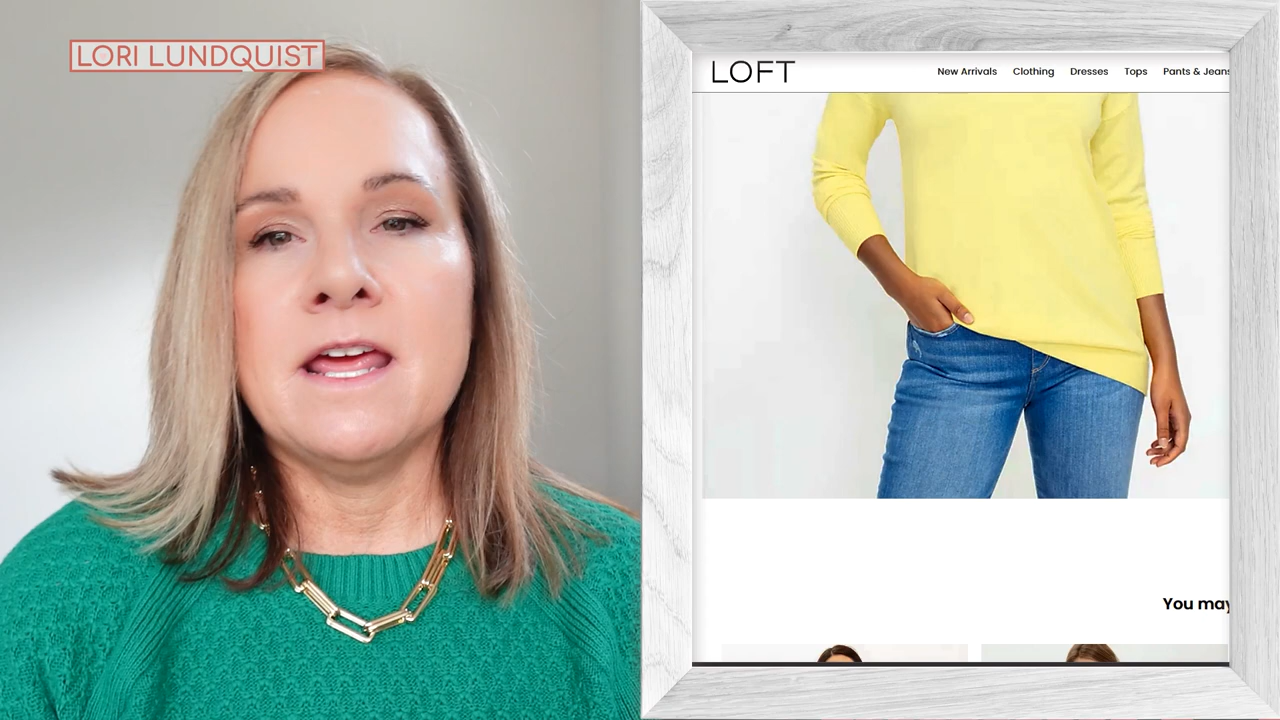 LORI LUNDQUIST
LOFT
New Arrivals Clothing Dresses Tops Pants & Jeans
You may